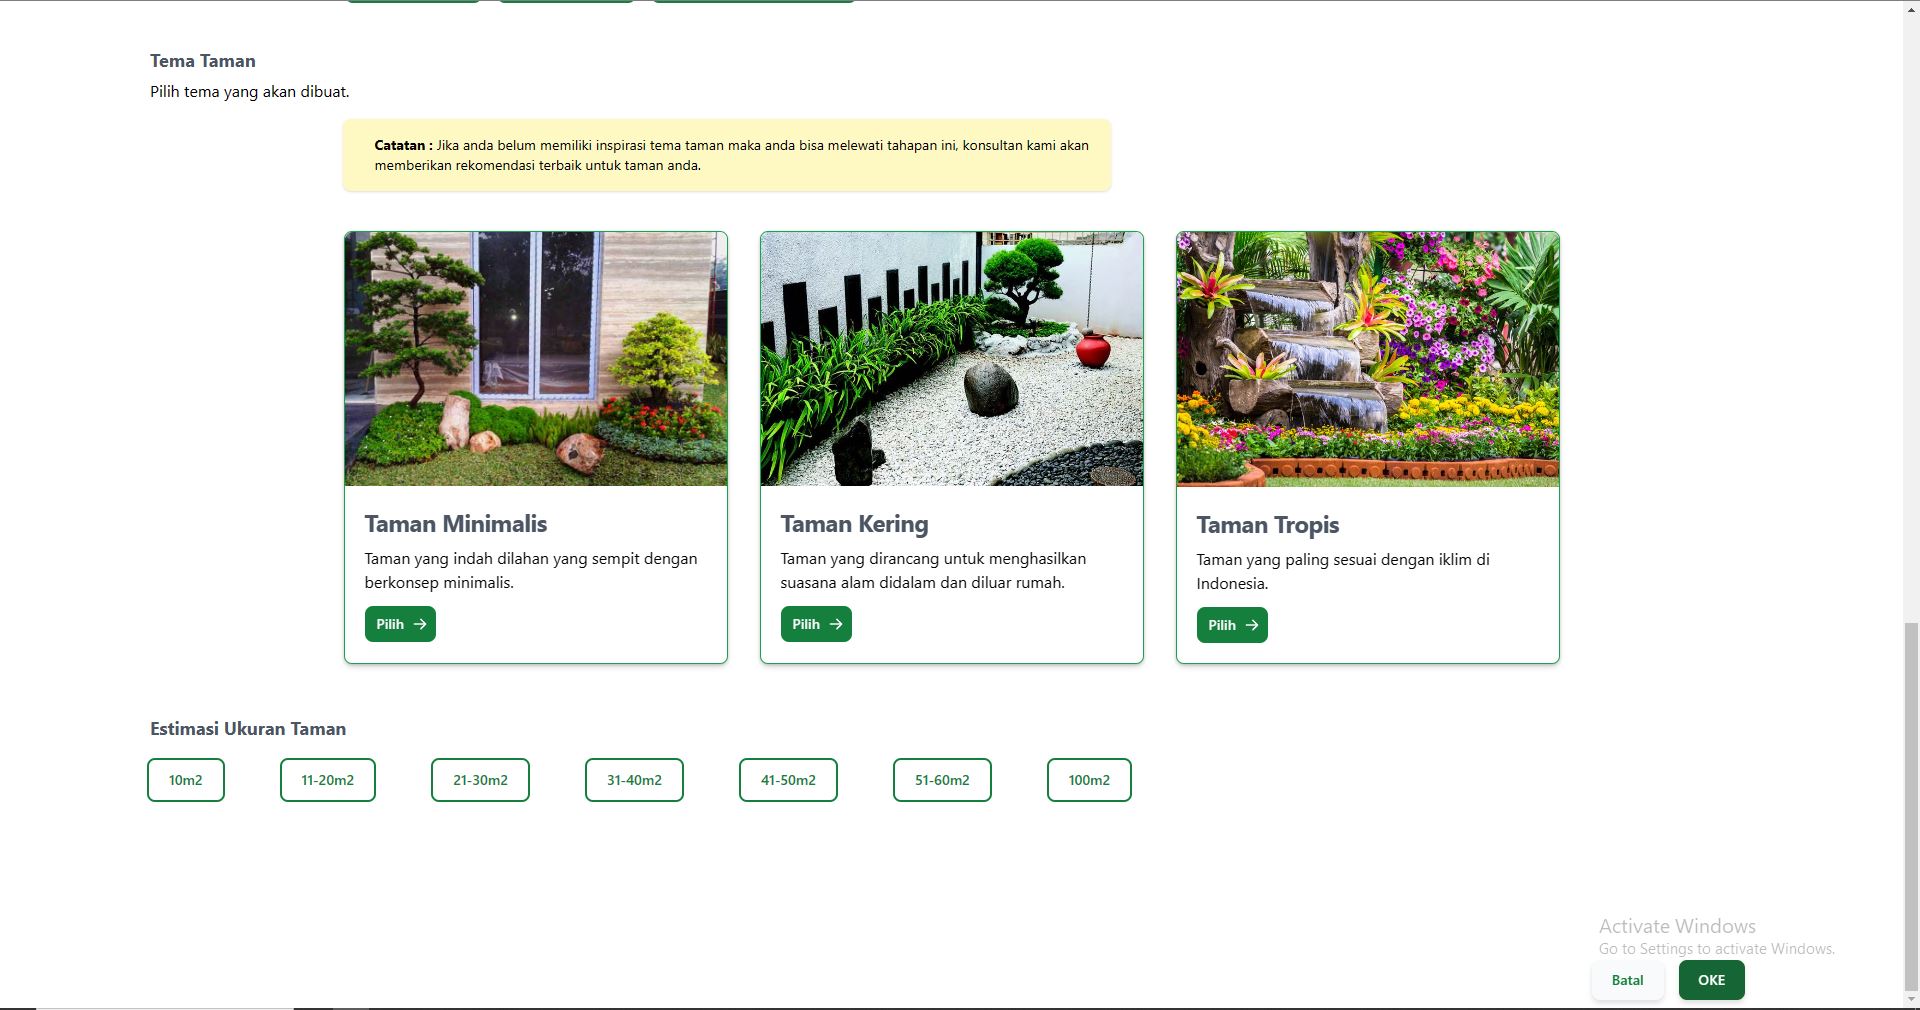 Tema Taman
Pilih tema yang akan dibuat.
Catatan : Jika anda belum memiliki inspirasi tema taman maka anda bisa melewati tahapan ini, konsultan kami akan
memberikan rekomendasi terbaik untuk taman anda.
Taman Minimalis
Taman yang indah dilahan yang sempit dengan
berkonsep minimalis.
Pilih →
Taman Kering
Taman yang dirancang untuk menghasilkan
suasana alam didalam dan diluar rumah.
Pilih →
Taman Tropis
Taman yang paling sesuai dengan iklim di
Indonesia.
Pilih →
Estimasi Ukuran Taman
10m2
11-20m2
21-30m2
31-40m2
41-50m2
51-60m2
100m2
Activate Windows
Go to Settings to activate Windows.
Batal
OKE